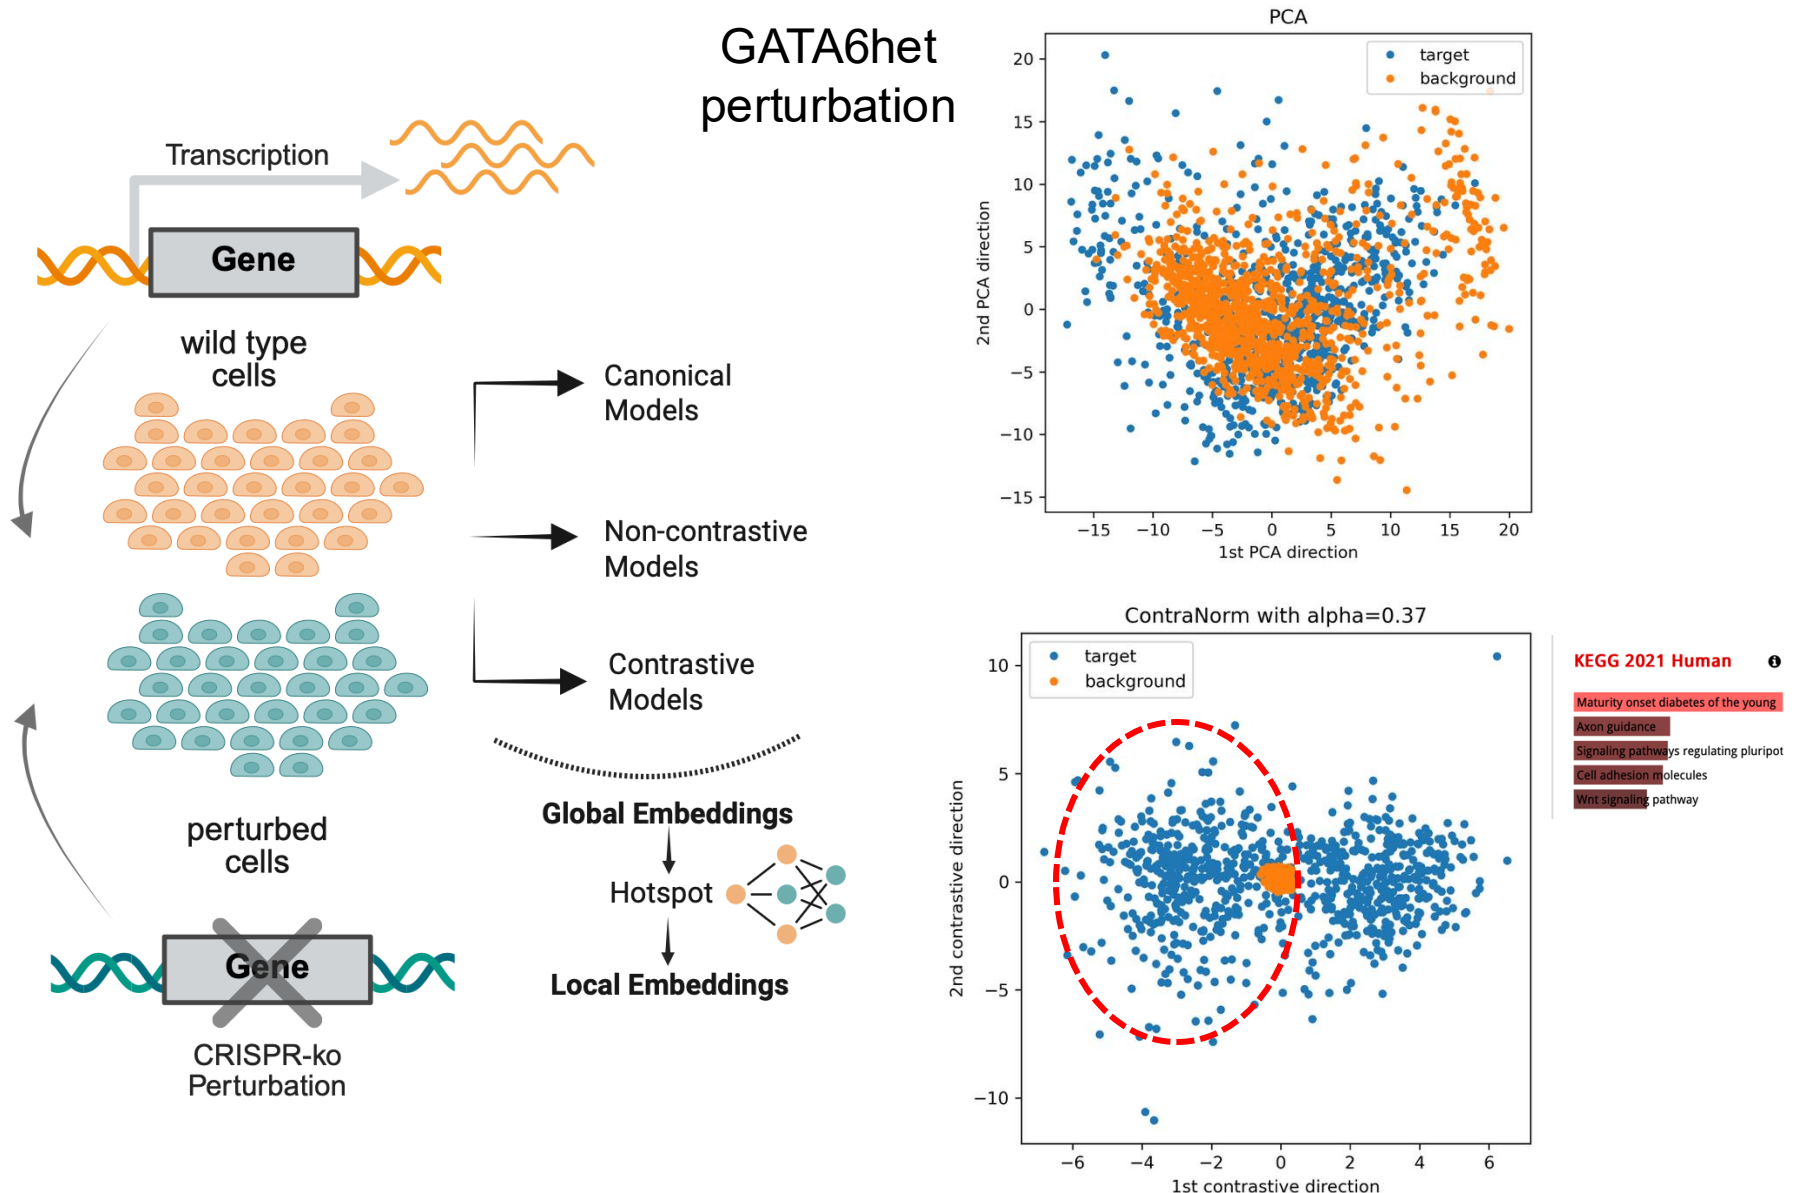 GATA6het
perturbation
Transcription
Gene
wild type
cells
perturbed
cells
Gene
CRISPR-ko
Perturbation
Canonical
Models
Non-contrastive
Models
Contrastive
Models
Global Embeddings
Hotspot
Local Embeddings
PCA
target
background
20
15
10
5
0
−5
−10
−15
2nd PCA direction
−15 −10 −5 0 5 10 15 20
1st PCA direction
ContraNorm with alpha=0.37
target
background
10
5
0
−5
−10
2nd contrastive direction
−6 −4 −2 0 2 4 6
1st contrastive direction
KEGG 2021 Human
Maturity onset diabetes of the young
Axon guidance
Signaling pathways regulating pluripot
Cell adhesion molecules
Wnt signaling pathway